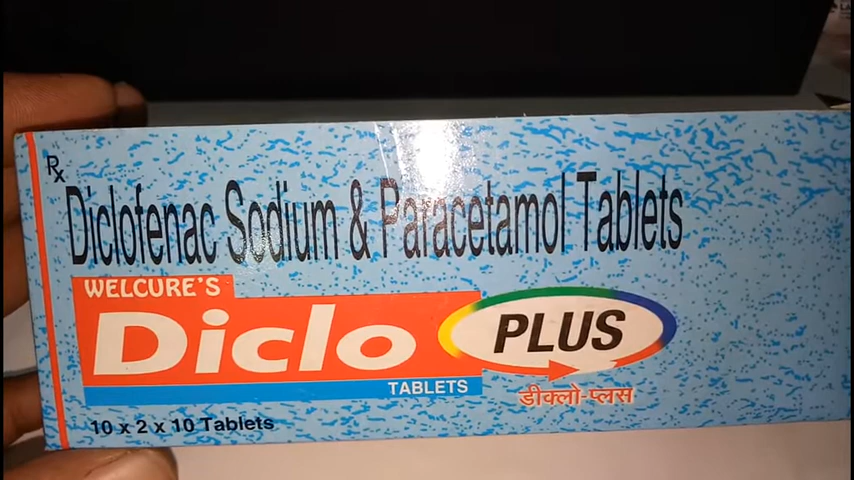 Rx
Diclofenac Sodium & Paracetamol Tablets
WELCURE'S
Diclo PLUS
TABLETS
डीक्लो-प्लस
10 x 2 x 10 Tablets